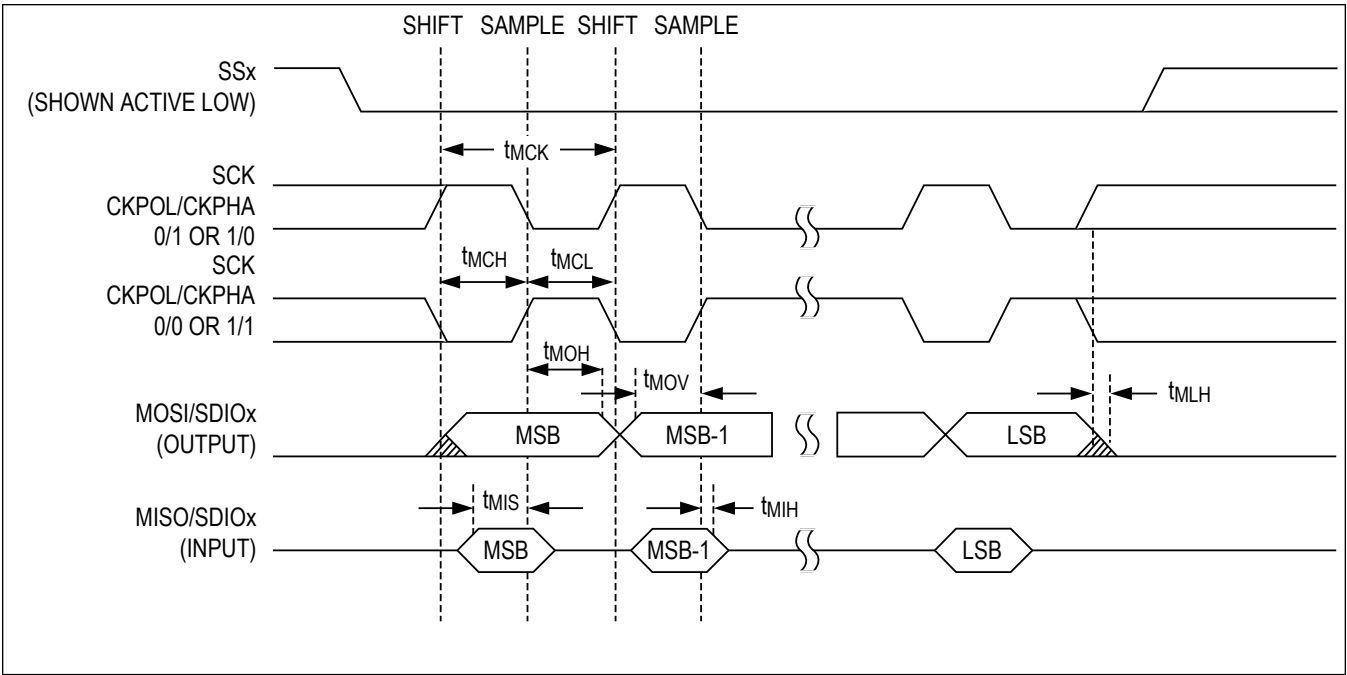 SHIFT SAMPLE SHIFT SAMPLE
SSx
(SHOWN ACTIVE LOW)
tMCK
SCK
CKPOL/CKPHA
0/1 OR 1/0
tMCH tMCL
SCK
CKPOL/CKPHA
0/0 OR 1/1
tMOH
tMOV
tMLH
MOSI/SDIOx
(OUTPUT)
MSB MSB-1 LSB
tMIS
tMIH
MISO/SDIOx
(INPUT)
MSB MSB-1 LSB